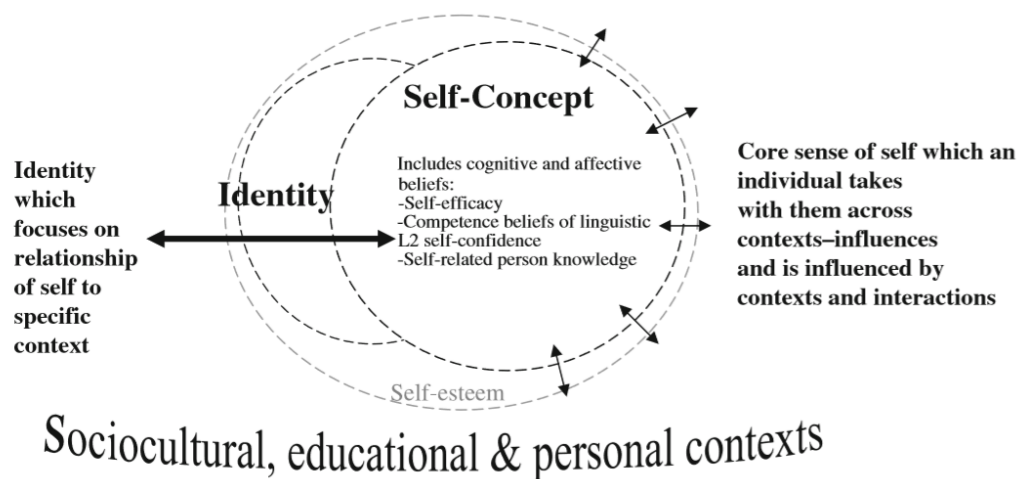 Self-Concept
Identity
which
focuses on
relationship
of self to
specific
context
Identity
Includes cognitive and affective
beliefs:
-Self-efficacy
-Competence beliefs of linguistic
L2 self-confidence
-Self-related person knowledge
Core sense of self which an
individual takes
with them across
contexts–influences
and is influenced by
contexts and interactions
Self-esteem
Sociocultural, educational & personal contexts